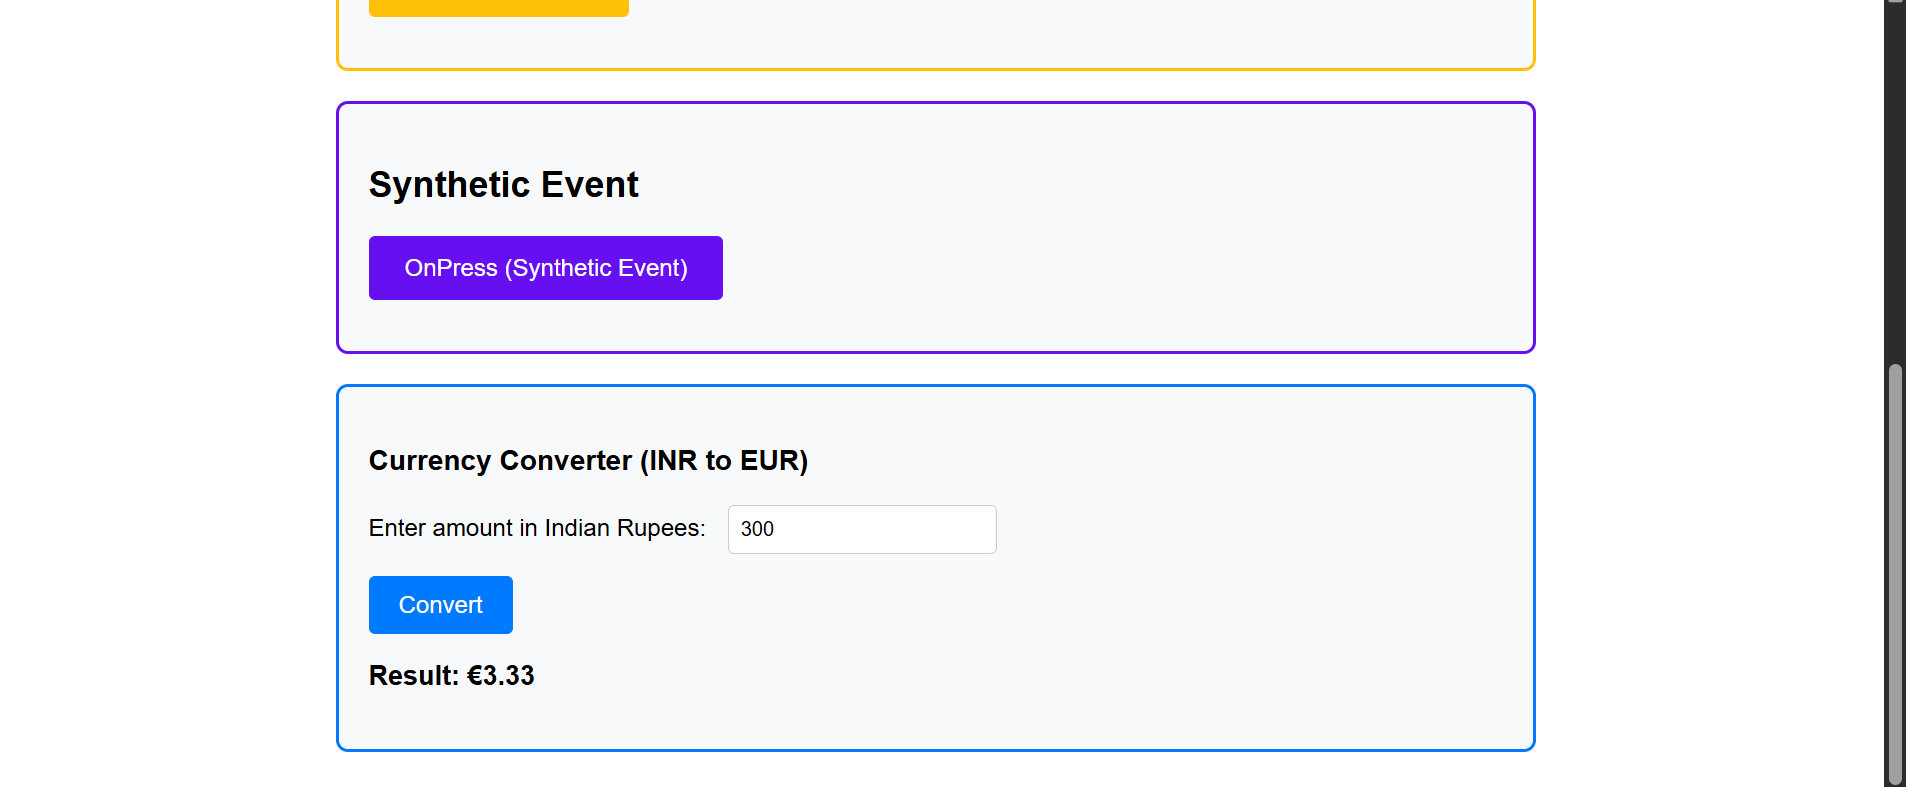 Synthetic Event
OnPress (Synthetic Event)
Currency Converter (INR to EUR)
Enter amount in Indian Rupees: 300
Convert
Result: €3.33